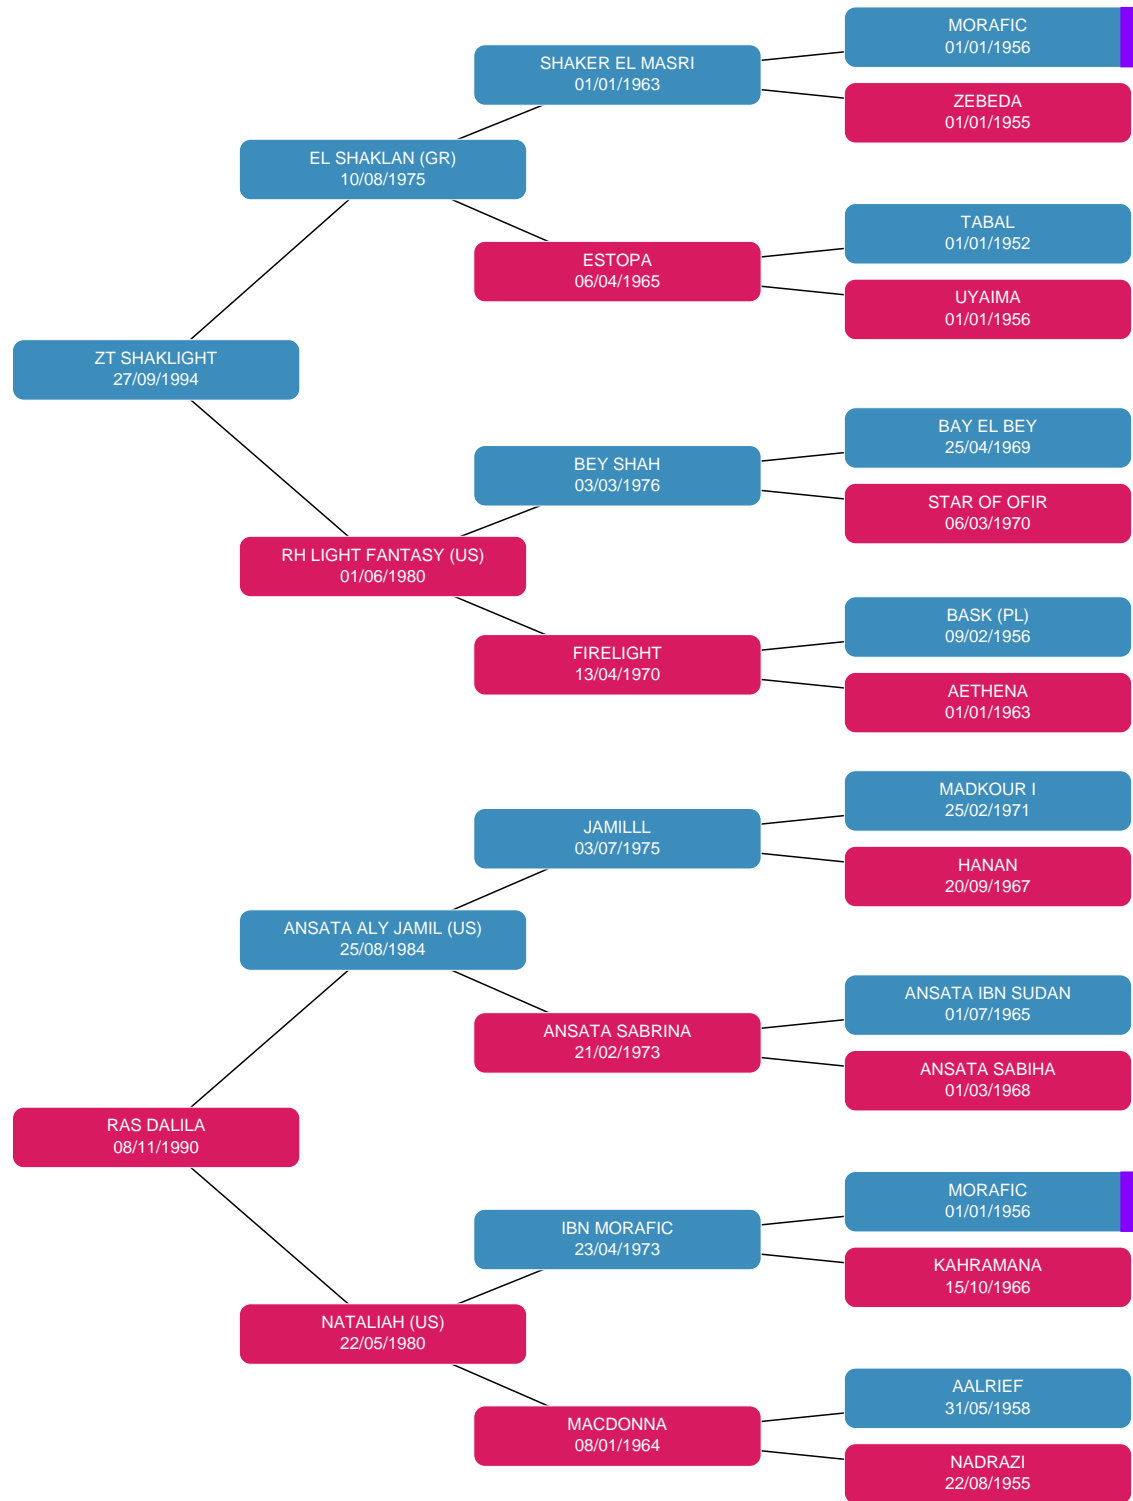 MORAFIC
01/01/1956
SHAKER EL MASRI
01/01/1963
ZEBEDA
01/01/1955
EL SHAKLAN (GR)
10/08/1975
TABAL
01/01/1952
ESTOPA
06/04/1965
UYAIMA
01/01/1956
ZT SHAKLIGHT
27/09/1994
BAY EL BEY
25/04/1969
BEY SHAH
03/03/1976
STAR OF OFIR
06/03/1970
RH LIGHT FANTASY (US)
01/06/1980
BASK (PL)
09/02/1956
FIRELIGHT
13/04/1970
AETHENA
01/01/1963
MADKOUR I
25/02/1971
JAMILLL
03/07/1975
HANAN
20/09/1967
ANSATA ALY JAMIL (US)
25/08/1984
ANSATA IBN SUDAN
01/07/1965
ANSATA SABRINA
21/02/1973
ANSATA SABIHA
01/03/1968
RAS DALILA
08/11/1990
MORAFIC
01/01/1956
IBN MORAFIC
23/04/1973
KAHRAMANA
15/10/1966
NATALIAH (US)
22/05/1980
AALRIEF
31/05/1958
MACDONNA
08/01/1964
NADRAZI
22/08/1955